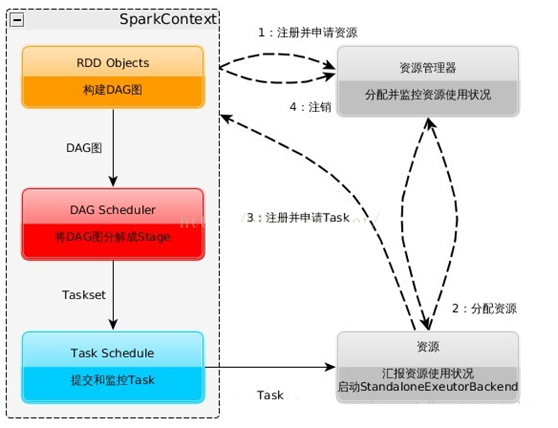 SparkContext
RDD Objects
构建DAG图
DAG图
DAG Scheduler
将DAG图分解成Stage
Taskset
Task Schedule
提交和监控Task
1：注册并申请资源
资源管理器
分配并监控资源使用状况
4：注销
3：注册并申请Task
2：分配资源
资源
汇报资源使用状况
启动StandaloneExeutorBackend
Task